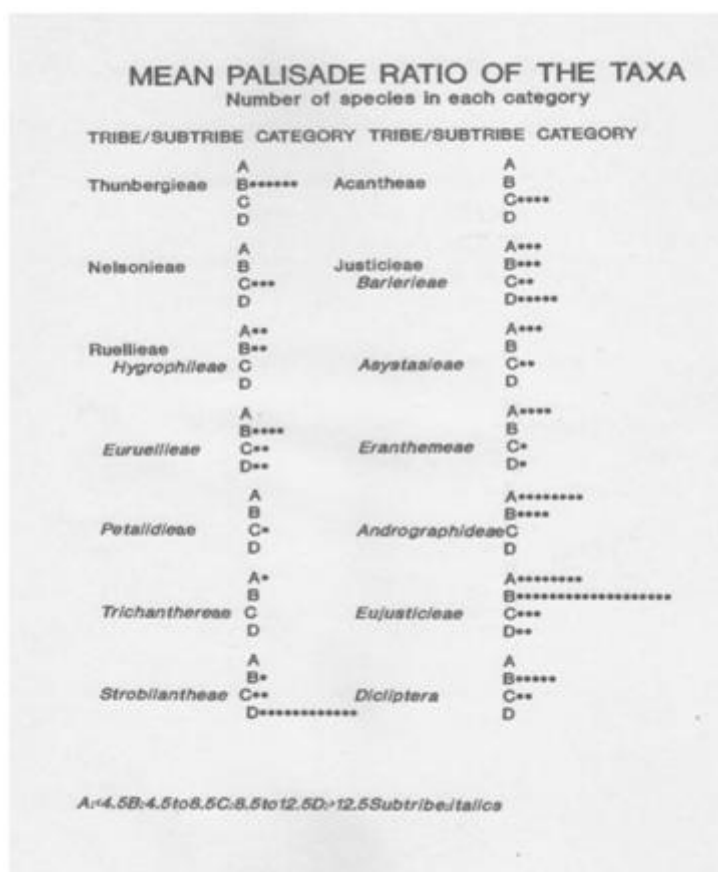 MEAN PALISADE RATIO OF THE TAXA
Number of species in each category
TRIBE/SUBTRIBE CATEGORY TRIBE/SUBTRIBE CATEGORY
A
Thunbergieae B••••••
C
D
A
B
Acantheae C••••
D
A
Nelsonieae B
C•••
D
A•••
Justicieae B•••
Barlerieae C••
D•••••
A••
Ruellieae B••
Hygrophileae C
D
A•••
B
Asystasieae C••
D
A
B••••
Euruellieae C••
D••
A••••
B
Eranthemeae C•
D•
A
B
Petalidieae C•
D
A••••••••
B••••
AndrographideaeC
D
A•
B
Trichanthereae C
D
A••••••••
B••••••••••••••••••••
Eujusticieae C•••
D••
A
B•
Strobilantheae C••
D•••••••••••••
A
B•••••
Dicliptera C••
D
A:<4.5B:4.5to8.5C:8.5to12.5D:>12.5Subtribe:italics